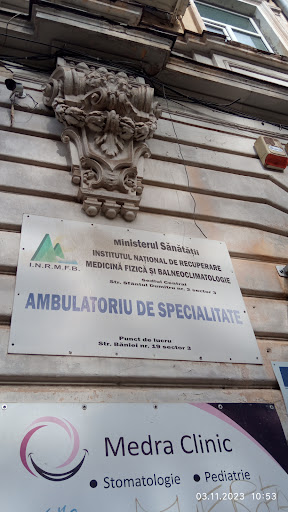 Ministerul Sănătății
INSTITUTUL NAȚIONAL DE RECUPERARE
MEDICINĂ FIZICĂ ȘI BALNEOCLIMATOLOGIE
I.N.R.M.F.B.
Sediul Central
Str. Sfântul Dumitru nr. 2 sector 3
AMBULATORIU DE SPECIALITATE
Punct de lucru
Str. Băniei nr. 19 sector 3
Medra Clinic
• Stomatologie • Pediatrie
03.11.2023 10:53